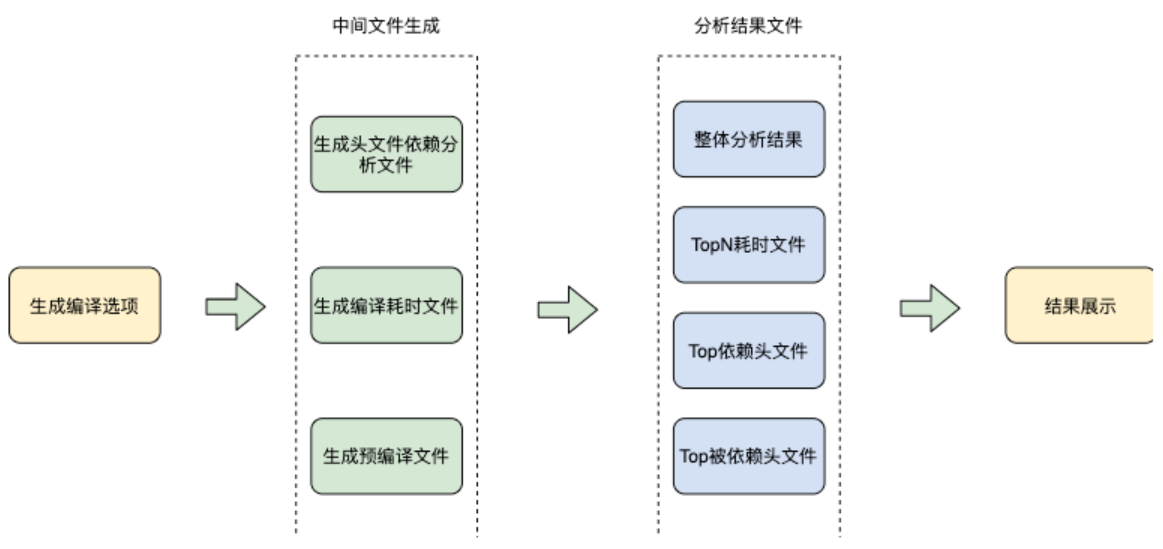 中间文件生成
分析结果文件
生成头文件依赖分
析文件
整体分析结果
TopN耗时文件
生成编译选项
生成编译耗时文件
结果展示
Top依赖头文件
生成预编译文件
Top被依赖头文件